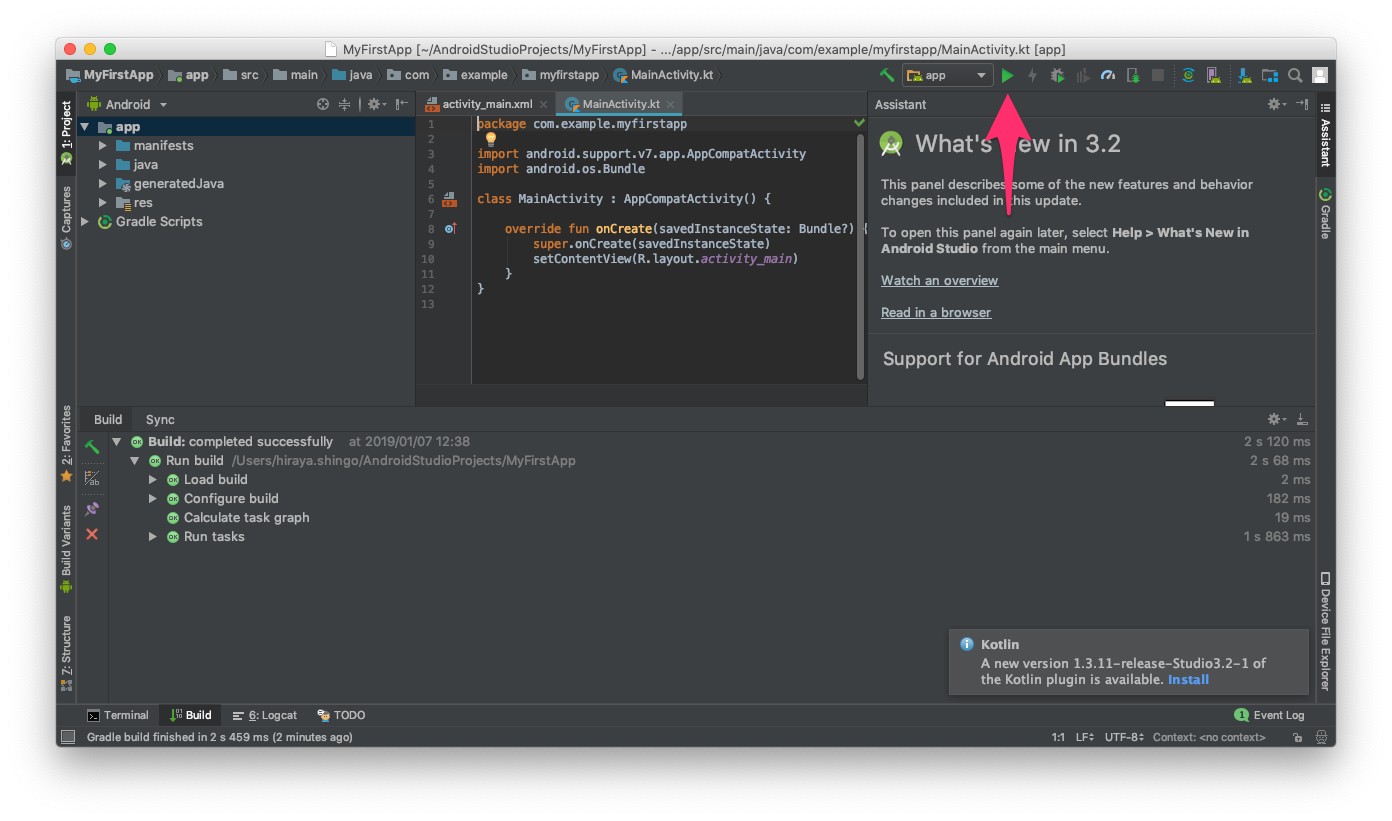 MyFirstApp [~/AndroidStudioProjects/MyFirstApp] - .../app/src/main/java/com/example/myfirstapp/MainActivity.kt [app]
MyFirstApp app src main java com example myfirstapp MainActivity.kt
app
1: Project
Captures
2: Favorites
Build Variants
7: Structure
Android
app
manifests
java
generatedJava
res
Gradle Scripts
activity_main.xml MainActivity.kt
1 package com.example.myfirstapp
2
3 import android.support.v7.app.AppCompatActivity
4 import android.os.Bundle
5
6 class MainActivity : AppCompatActivity() {
7
8 override fun onCreate(savedInstanceState: Bundle?) {
9 super.onCreate(savedInstanceState)
10 setContentView(R.layout.activity_main)
11 }
12 }
13
Assistant
What's New in 3.2
This panel describes some of the new features and behavior
changes included in this update.
To open this panel again later, select Help > What's New in
Android Studio from the main menu.
Watch an overview
Read in a browser
Support for Android App Bundles
Assistant
Gradle
Device File Explorer
Build Sync
Build: completed successfully at 2019/01/07 12:38 2 s 120 ms
Run build /Users/hiraya.shingo/AndroidStudioProjects/MyFirstApp 2 s 68 ms
Load build 2 ms
Configure build 182 ms
Calculate task graph 19 ms
Run tasks 1 s 863 ms
Kotlin
A new version 1.3.11-release-Studio3.2-1 of
the Kotlin plugin is available. Install
Terminal Build 6: Logcat TODO 1 Event Log
Gradle build finished in 2 s 459 ms (2 minutes ago) 1:1 LF UTF-8 Context: <no context>